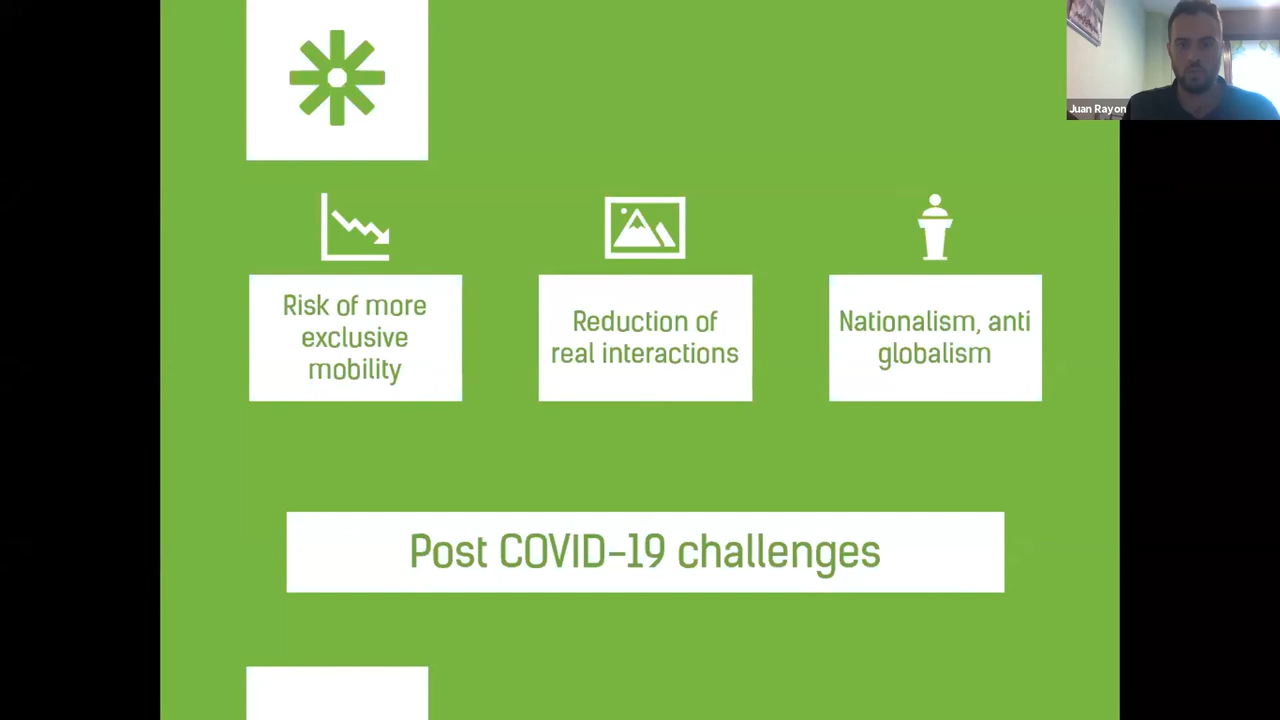 Juan Rayon
Risk of more
exclusive
mobility
Reduction of
real interactions
Nationalism, anti
globalism
Post COVID-19 challenges